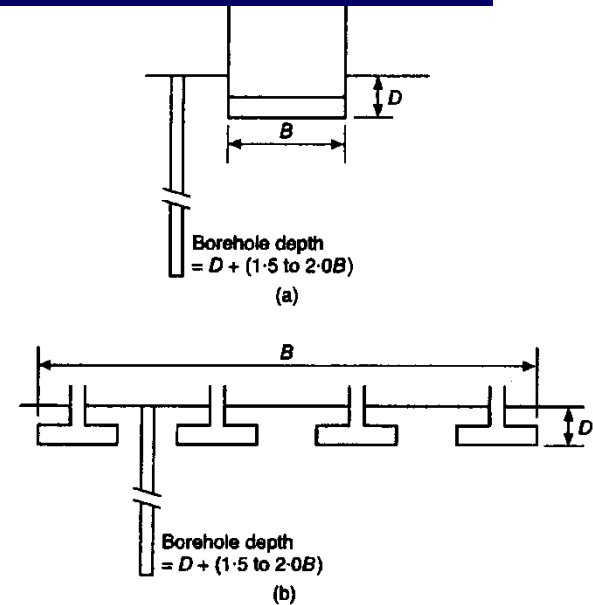 D
B
Borehole depth
= D + (1·5 to 2·0B)
(a)
B
D
Borehole depth
= D + (1·5 to 2·0B)
(b)